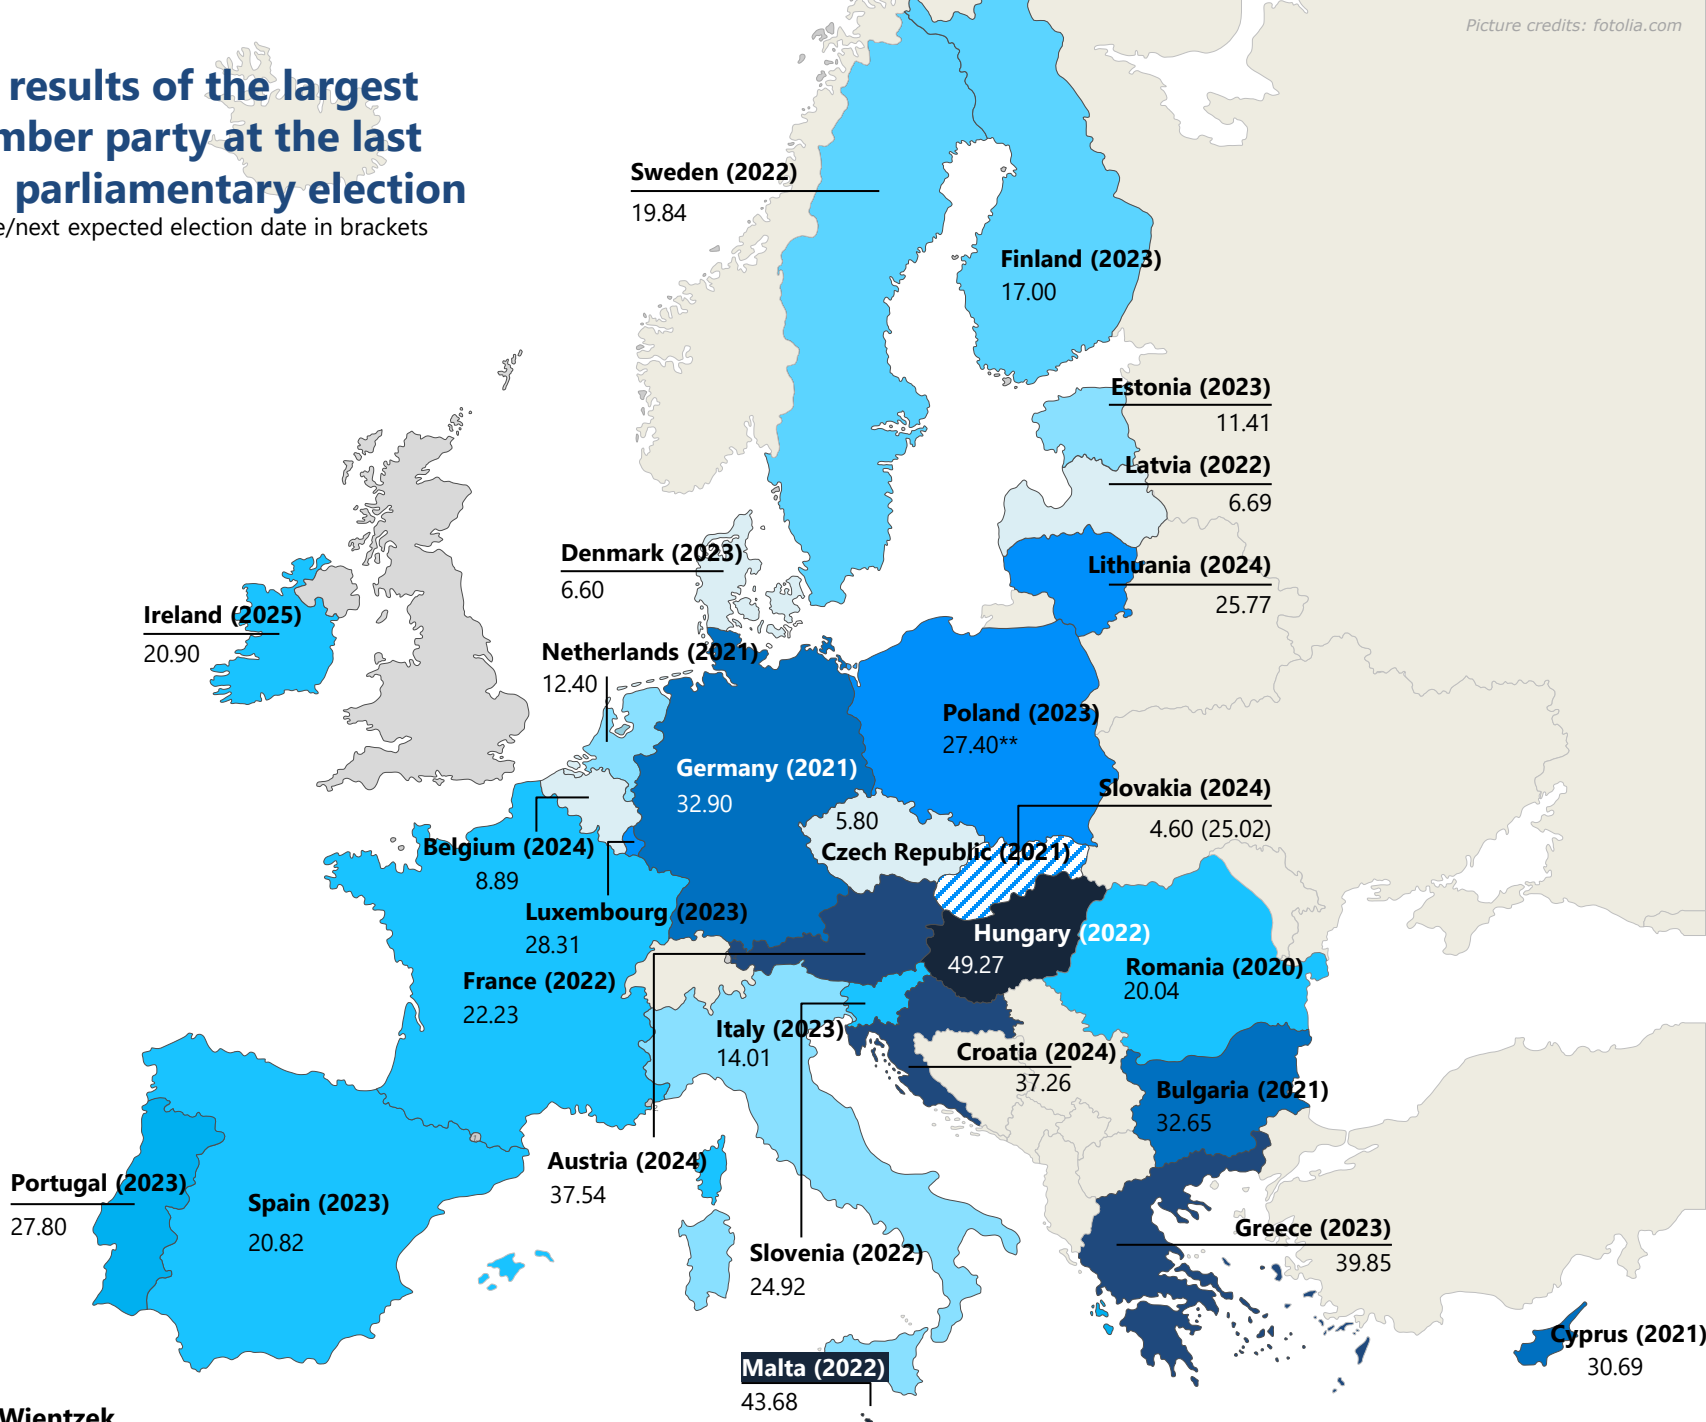 Picture credits: fotolia.com
results of the largest
mber party at the last
parliamentary election
e/next expected election date in brackets
Sweden (2022)
19.84
Finland (2023)
17.00
Estonia (2023)
11.41
Latvia (2022)
6.69
Denmark (2023)
6.60
Lithuania (2024)
25.77
Ireland (2025)
20.90
Netherlands (2021)
12.40
Poland (2023)
27.40**
Germany (2021)
32.90
Slovakia (2024)
4.60 (25.02)
5.80
Czech Republic (2021)
Belgium (2024)
8.89
Luxembourg (2023)
28.31
Hungary (2022)
49.27
France (2022)
22.23
Romania (2020)
20.04
Italy (2023)
14.01
Croatia (2024)
37.26
Bulgaria (2021)
32.65
Austria (2024)
37.54
Portugal (2023)
27.80
Spain (2023)
20.82
Slovenia (2022)
24.92
Greece (2023)
39.85
Cyprus (2021)
30.69
Malta (2022)
43.68
Wientzek